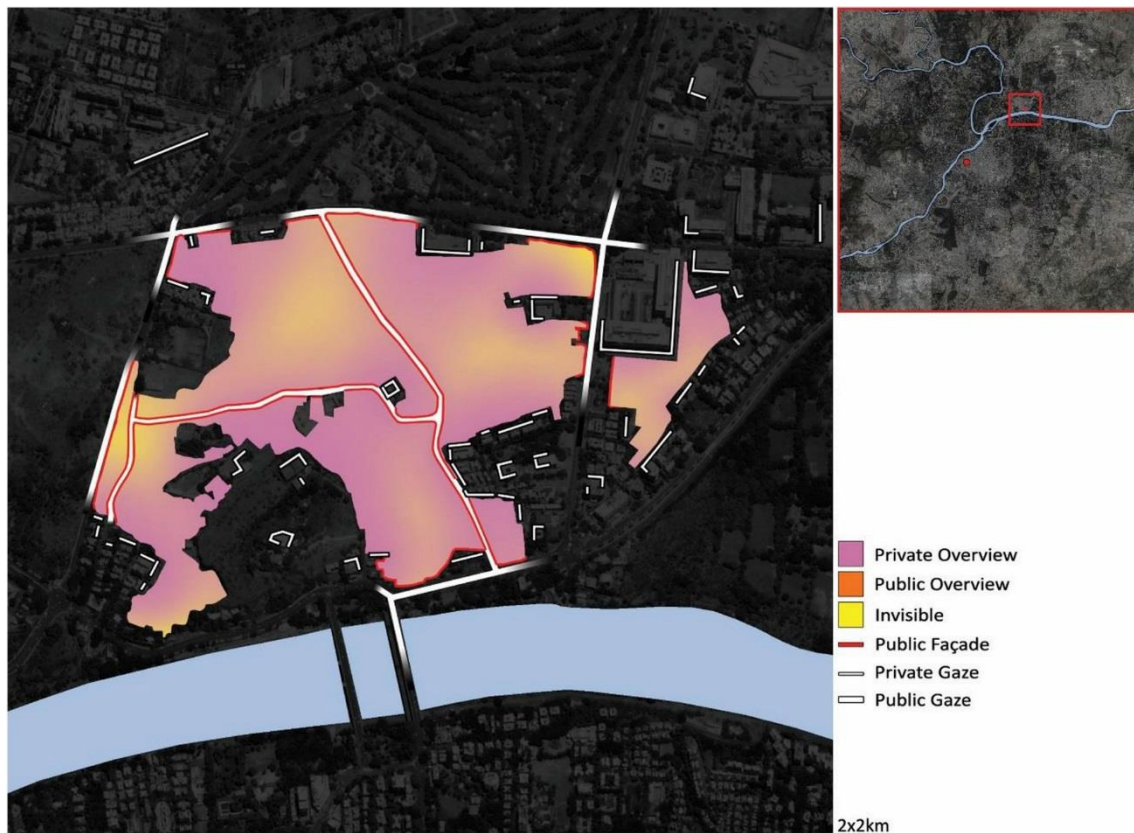 Private Overview
Public Overview
Invisible
Public Façade
Private Gaze
Public Gaze
2x2km